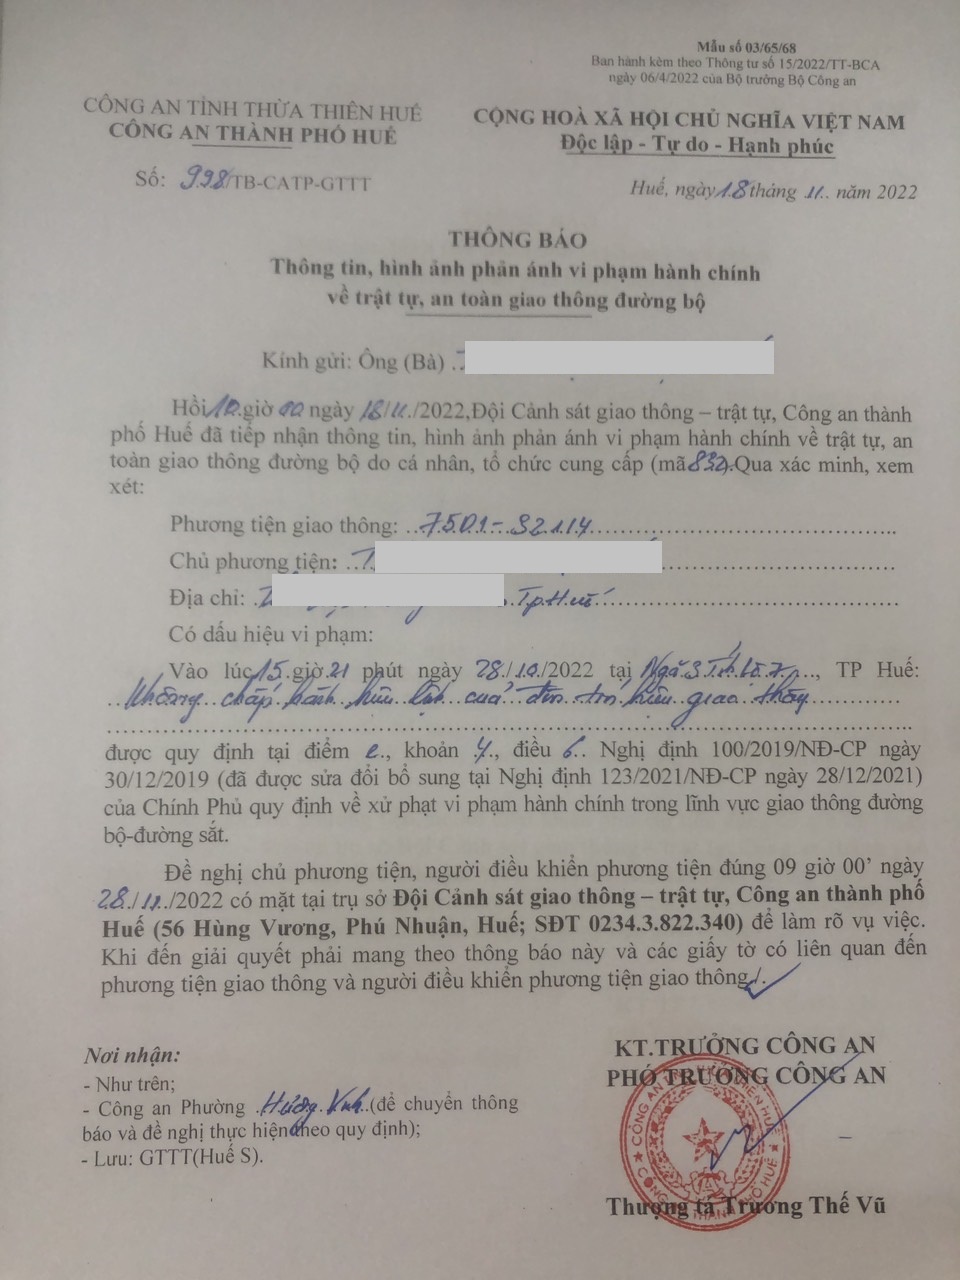 Mẫu số 03/65/68
Ban hành kèm theo Thông tư số 15/2022/TT-BCA
ngày 06/4/2022 của Bộ trưởng Bộ Công an
CÔNG AN TỈNH THỪA THIÊN HUẾ
CÔNG AN THÀNH PHỐ HUẾ
CỘNG HOÀ XÃ HỘI CHỦ NGHĨA VIỆT NAM
Độc lập - Tự do - Hạnh phúc
Số: 998/TB-CATP-GTTT
Huế, ngày 18 tháng 11 năm 2022
THÔNG BÁO
Thông tin, hình ảnh phản ánh vi phạm hành chính
về trật tự, an toàn giao thông đường bộ
Kính gửi: Ông (Bà)
Hồi 10 giờ 00 ngày 18/11/2022,Đội Cảnh sát giao thông – trật tự, Công an thành
phố Huế đã tiếp nhận thông tin, hình ảnh phản ánh vi phạm hành chính về trật tự, an
toàn giao thông đường bộ do cá nhân, tổ chức cung cấp (mã 832).Qua xác minh, xem
xét:
Phương tiện giao thông: 75D1-321.14
Chủ phương tiện: T
Địa chỉ: Tp.Huế
Có dấu hiệu vi phạm:
Vào lúc 15 giờ 21 phút ngày 28/10/2022 tại Ngã 3, TP Huế:
Không chấp hành hiệu lệnh của đèn tín hiệu giao thông
được quy định tại điểm e, khoản 4, điều 6 Nghị định 100/2019/NĐ-CP ngày
30/12/2019 (đã được sửa đổi bổ sung tại Nghị định 123/2021/NĐ-CP ngày 28/12/2021)
của Chính Phủ quy định về xử phạt vi phạm hành chính trong lĩnh vực giao thông đường
bộ-đường sắt.
Đề nghị chủ phương tiện, người điều khiển phương tiện đúng 09 giờ 00’ ngày
28/11/2022 có mặt tại trụ sở Đội Cảnh sát giao thông – trật tự, Công an thành phố
Huế (56 Hùng Vương, Phú Nhuận, Huế; SĐT 0234.3.822.340) để làm rõ vụ việc.
Khi đến giải quyết phải mang theo thông báo này và các giấy tờ có liên quan đến
phương tiện giao thông và người điều khiển phương tiện giao thông./.
Nơi nhận:
- Như trên;
- Công an Phường Hương Vinh (để chuyển thông
báo và đề nghị thực hiện theo quy định);
- Lưu: GTTT(Huế S).
KT.TRƯỞNG CÔNG AN
PHÓ TRƯỞNG CÔNG AN
Thượng tá Trương Thế Vũ